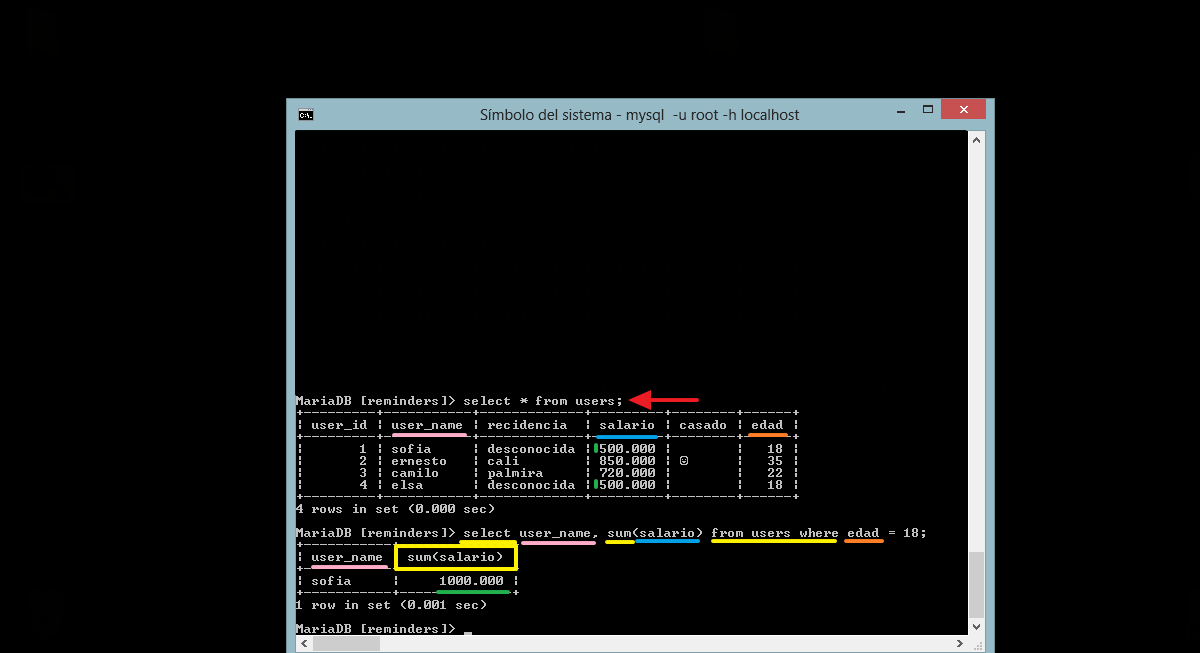 Símbolo del sistema - mysql -u root -h localhost
MariaDB [reminders]> select * from users;
+---------+-----------+-------------+---------+--------+------+
¦ user_id ¦ user_name ¦ recidencia  ¦ salario ¦ casado ¦ edad ¦
+---------+-----------+-------------+---------+--------+------+
¦ 1 ¦ sofia ¦ desconocida ¦ 500.000 ¦ ¦ 18 ¦
¦ 2 ¦ ernesto ¦ cali ¦ 850.000 ¦ ☺ ¦ 35 ¦
¦ 3 ¦ camilo ¦ palmira ¦ 720.000 ¦ ¦ 22 ¦
¦ 4 ¦ elsa ¦ desconocida ¦ 500.000 ¦ ¦ 18 ¦
+---------+-----------+-------------+---------+--------+------+
4 rows in set (0.000 sec)
MariaDB [reminders]> select user_name, sum(salario) from users where edad = 18;
+-----------+--------------+
¦ user_name ¦ sum(salario) ¦
+-----------+--------------+
¦ sofia ¦ 1000.000 ¦
+-----------+--------------+
1 row in set (0.001 sec)
MariaDB [reminders]> _